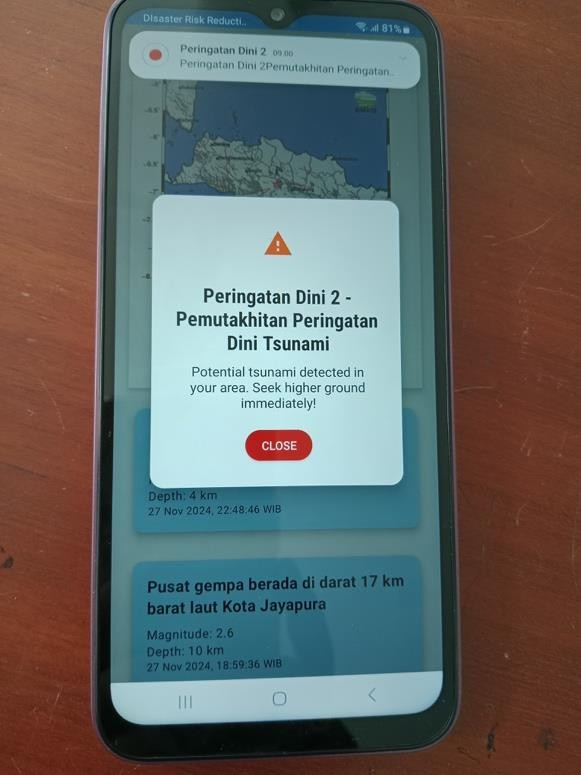 DIsaster Risk Reducti..
81%
Peringatan Dini 2 09.00
Peringatan Dini 2Pemutakhitan Peringatan..
Peringatan Dini 2 -
Pemutakhitan Peringatan
Dini Tsunami
Potential tsunami detected in
your area. Seek higher ground
immediately!
CLOSE
Depth: 4 km
27 Nov 2024, 22:48:46 WIB
Pusat gempa berada di darat 17 km
barat laut Kota Jayapura
Magnitude: 2.6
Depth: 10 km
27 Nov 2024, 18:59:36 WIB